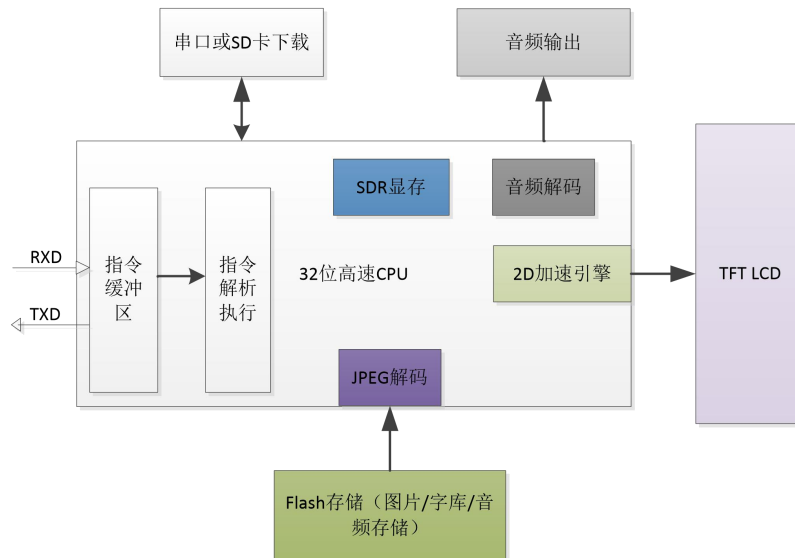 串口或SD卡下载
音频输出
SDR显存
音频解码
RXD
TXD
指令
缓冲
区
指令
解析
执行
32位高速CPU
2D加速引擎
TFT LCD
JPEG解码
Flash存储（图片/字库/音
频存储）